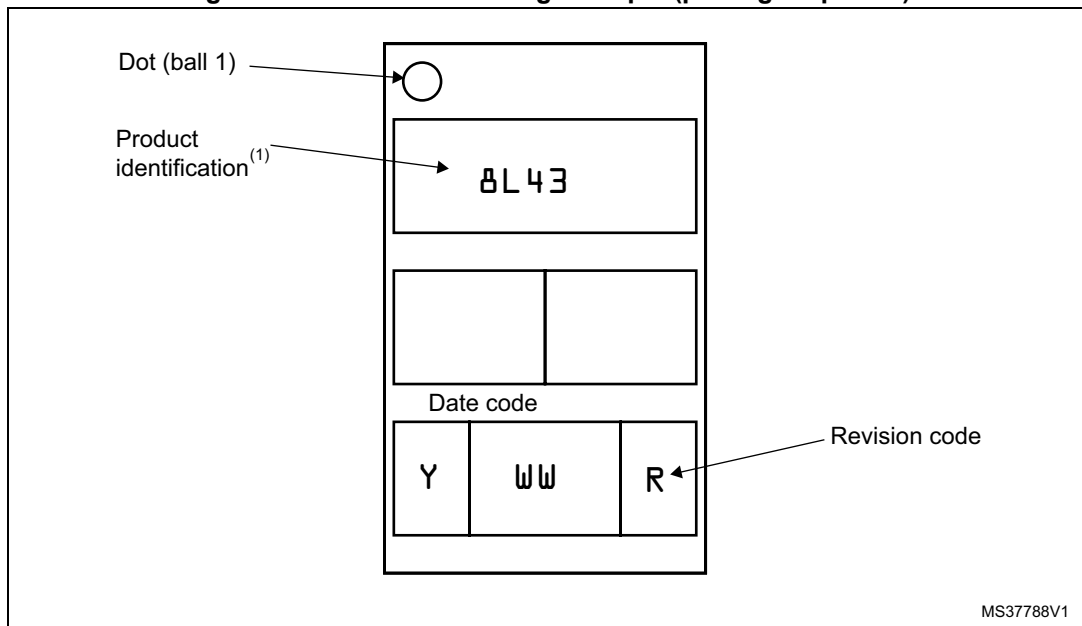 Dot (ball 1)
Product
identification(1)
8L43
Date code
Y WW R
Revision code
MS37788V1